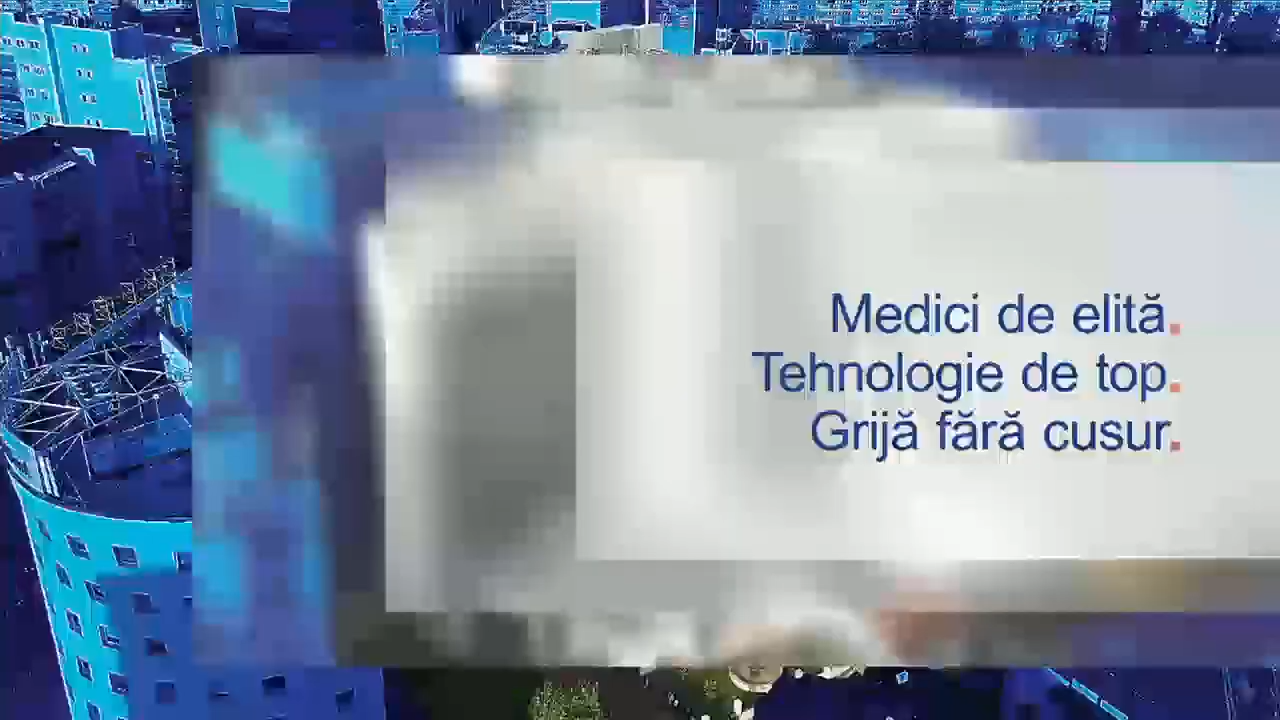 Medici de elită.
Tehnologie de top.
Grijă fără cusur.